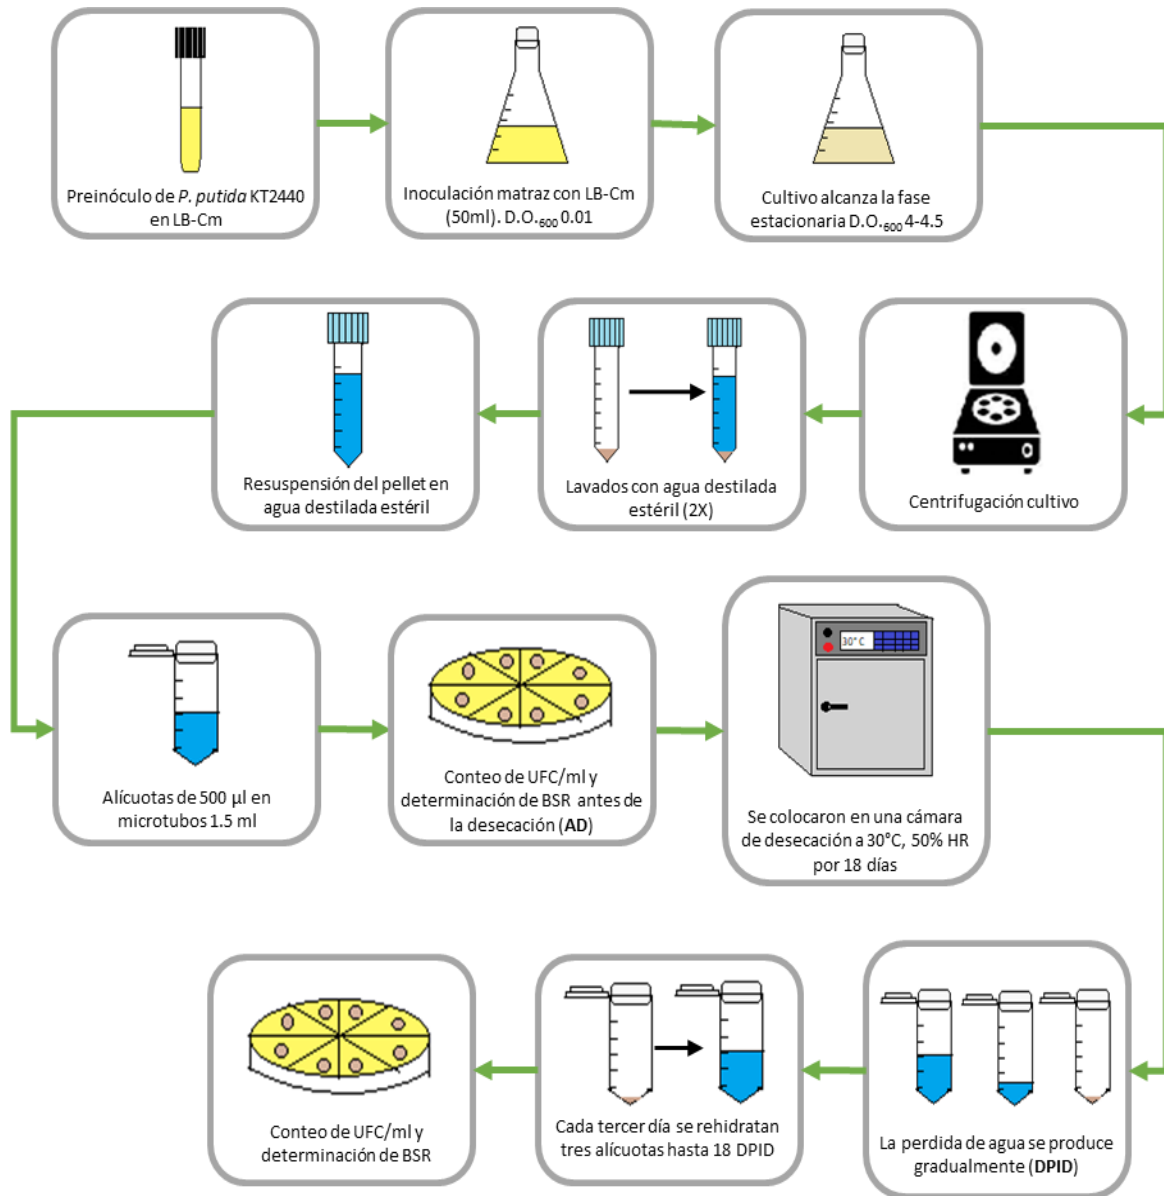 Preinóculo de P. putida KT2440
en LB-Cm
Inoculación matraz con LB-Cm
(50ml). D.O.₆₀₀ 0.01
Cultivo alcanza la fase
estacionaria D.O.₆₀₀ 4-4.5
Centrifugación cultivo
Lavados con agua destilada
estéril (2X)
Resuspensión del pellet en
agua destilada estéril
Alícuotas de 500 µl en
microtubos 1.5 ml
Conteo de UFC/ml y
determinación de BSR antes de
la desecación (AD)
30° C
Se colocaron en una cámara
de desecación a 30°C, 50% HR
por 18 días
La perdida de agua se produce
gradualmente (DPID)
Cada tercer día se rehidratan
tres alícuotas hasta 18 DPID
Conteo de UFC/ml y
determinación de BSR